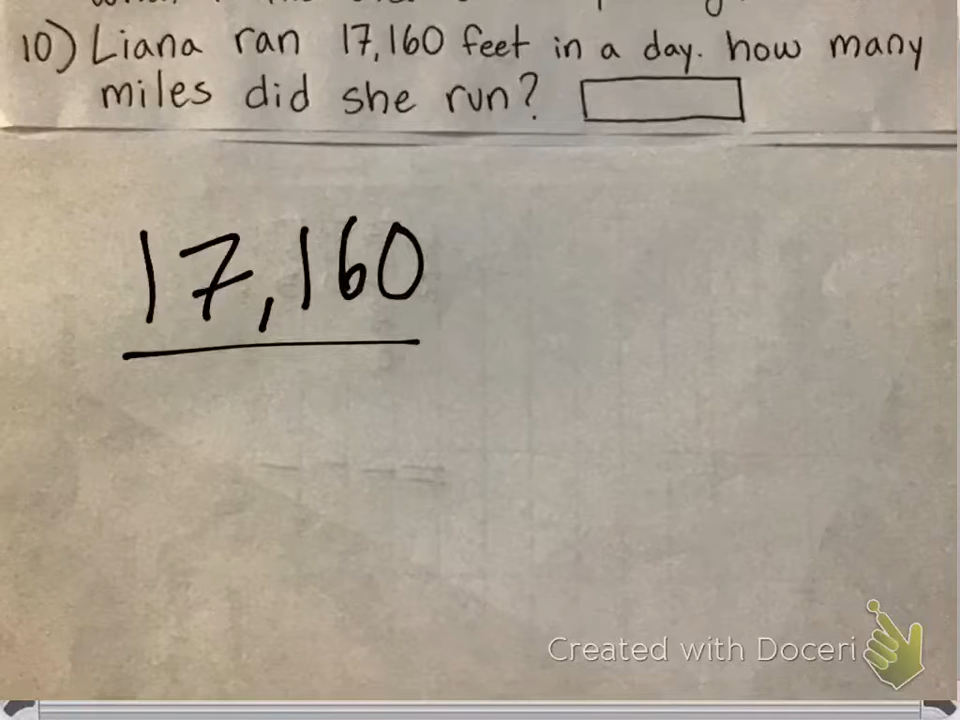 10) Liana ran 17,160 feet in a day. how many
miles did she run?
17,160
Created with Doceri